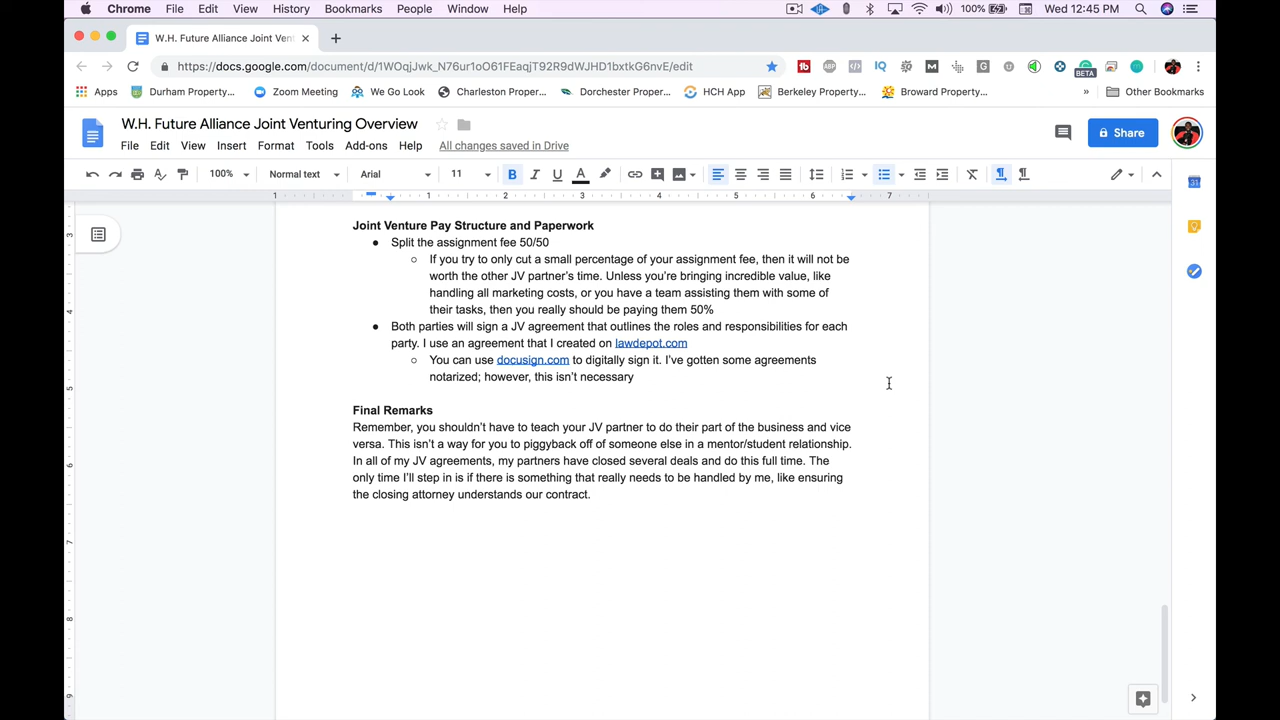 Chrome File Edit View History Bookmarks People Window Help 100% Wed 12:45 PM
W.H. Future Alliance Joint Vent
https://docs.google.com/document/d/1WOqjJwk_N76ur1oO61FEaqjT92R9dWJHD1bxtkG6nvE/edit
BETA
Apps Durham Property... Zoom Meeting We Go Look Charleston Proper... Dorchester Proper... HCH App Berkeley Property... Broward Property... » Other Bookmarks
W.H. Future Alliance Joint Venturing Overview
File Edit View Insert Format Tools Add-ons Help All changes saved in Drive
Share
100% Normal text Arial 11 B I U A
1 1 2 3 4 5 6 7
Joint Venture Pay Structure and Paperwork
● Split the assignment fee 50/50
○ If you try to only cut a small percentage of your assignment fee, then it will not be
worth the other JV partner's time. Unless you're bringing incredible value, like
handling all marketing costs, or you have a team assisting them with some of
their tasks, then you really should be paying them 50%
● Both parties will sign a JV agreement that outlines the roles and responsibilities for each
party. I use an agreement that I created on lawdepot.com
○ You can use docusign.com to digitally sign it. I've gotten some agreements
notarized; however, this isn't necessary
Final Remarks
Remember, you shouldn't have to teach your JV partner to do their part of the business and vice
versa. This isn't a way for you to piggyback off of someone else in a mentor/student relationship.
In all of my JV agreements, my partners have closed several deals and do this full time. The
only time I'll step in is if there is something that really needs to be handled by me, like ensuring
the closing attorney understands our contract.
3
4
5
6
7
8
9
31